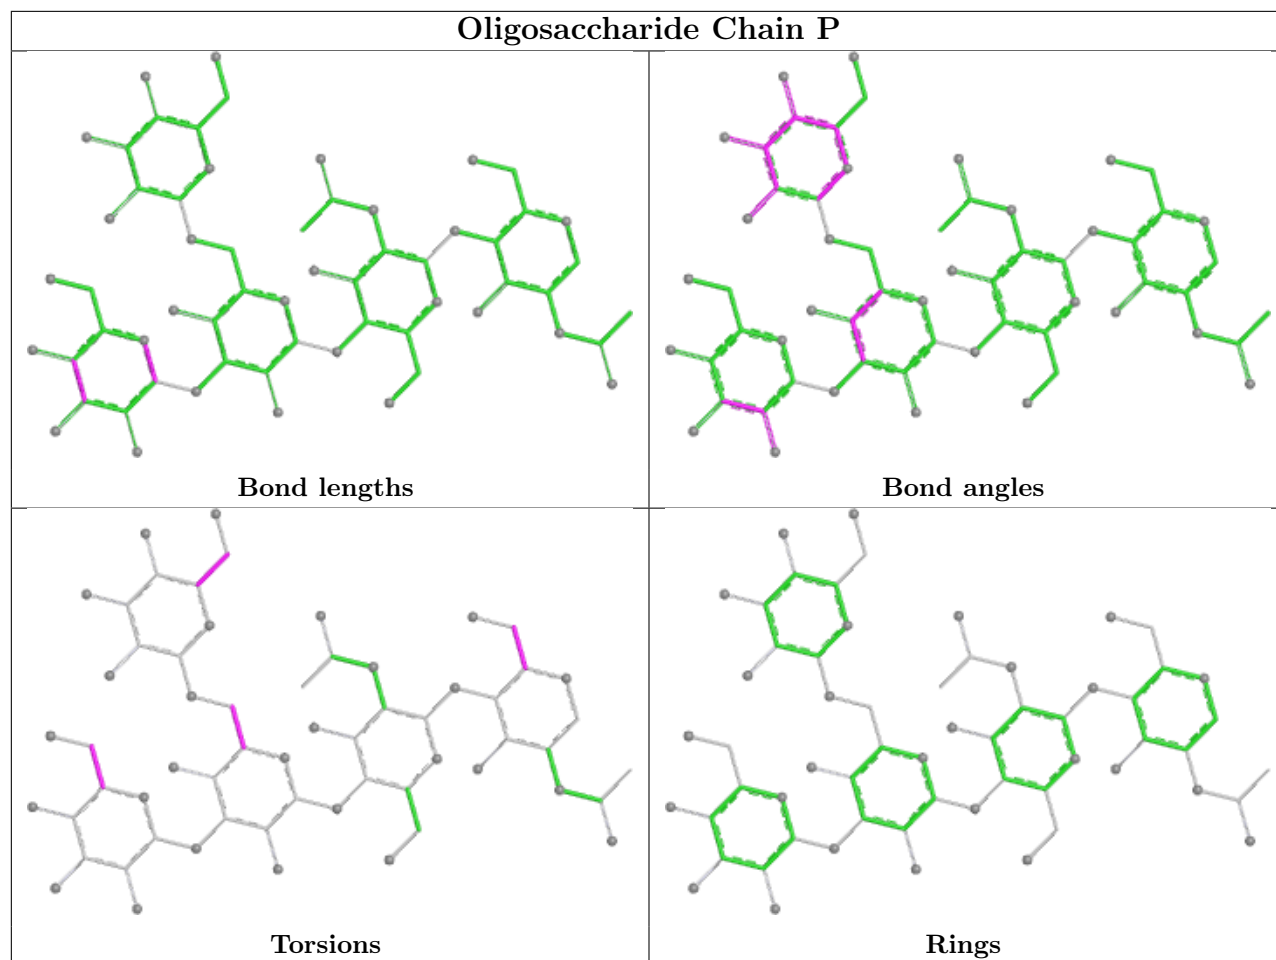 Oligosaccharide Chain P
Bond lengths
Bond angles
Torsions
Rings